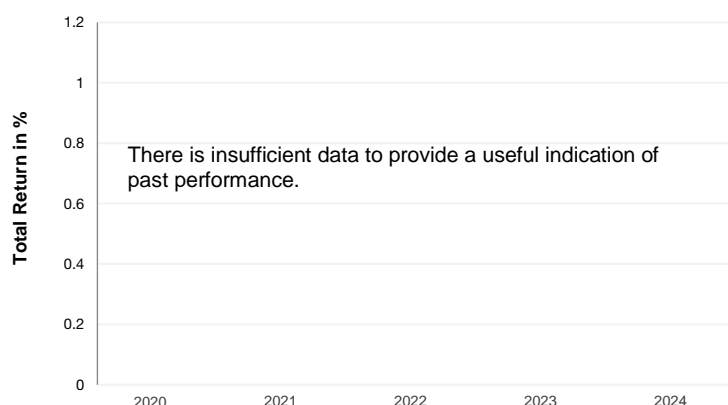 1.2
1
0.8
0.6
0.4
0.2
0
Total Return in %
There is insufficient data to provide a useful indication of
past performance.
2020 2021 2022 2023 2024